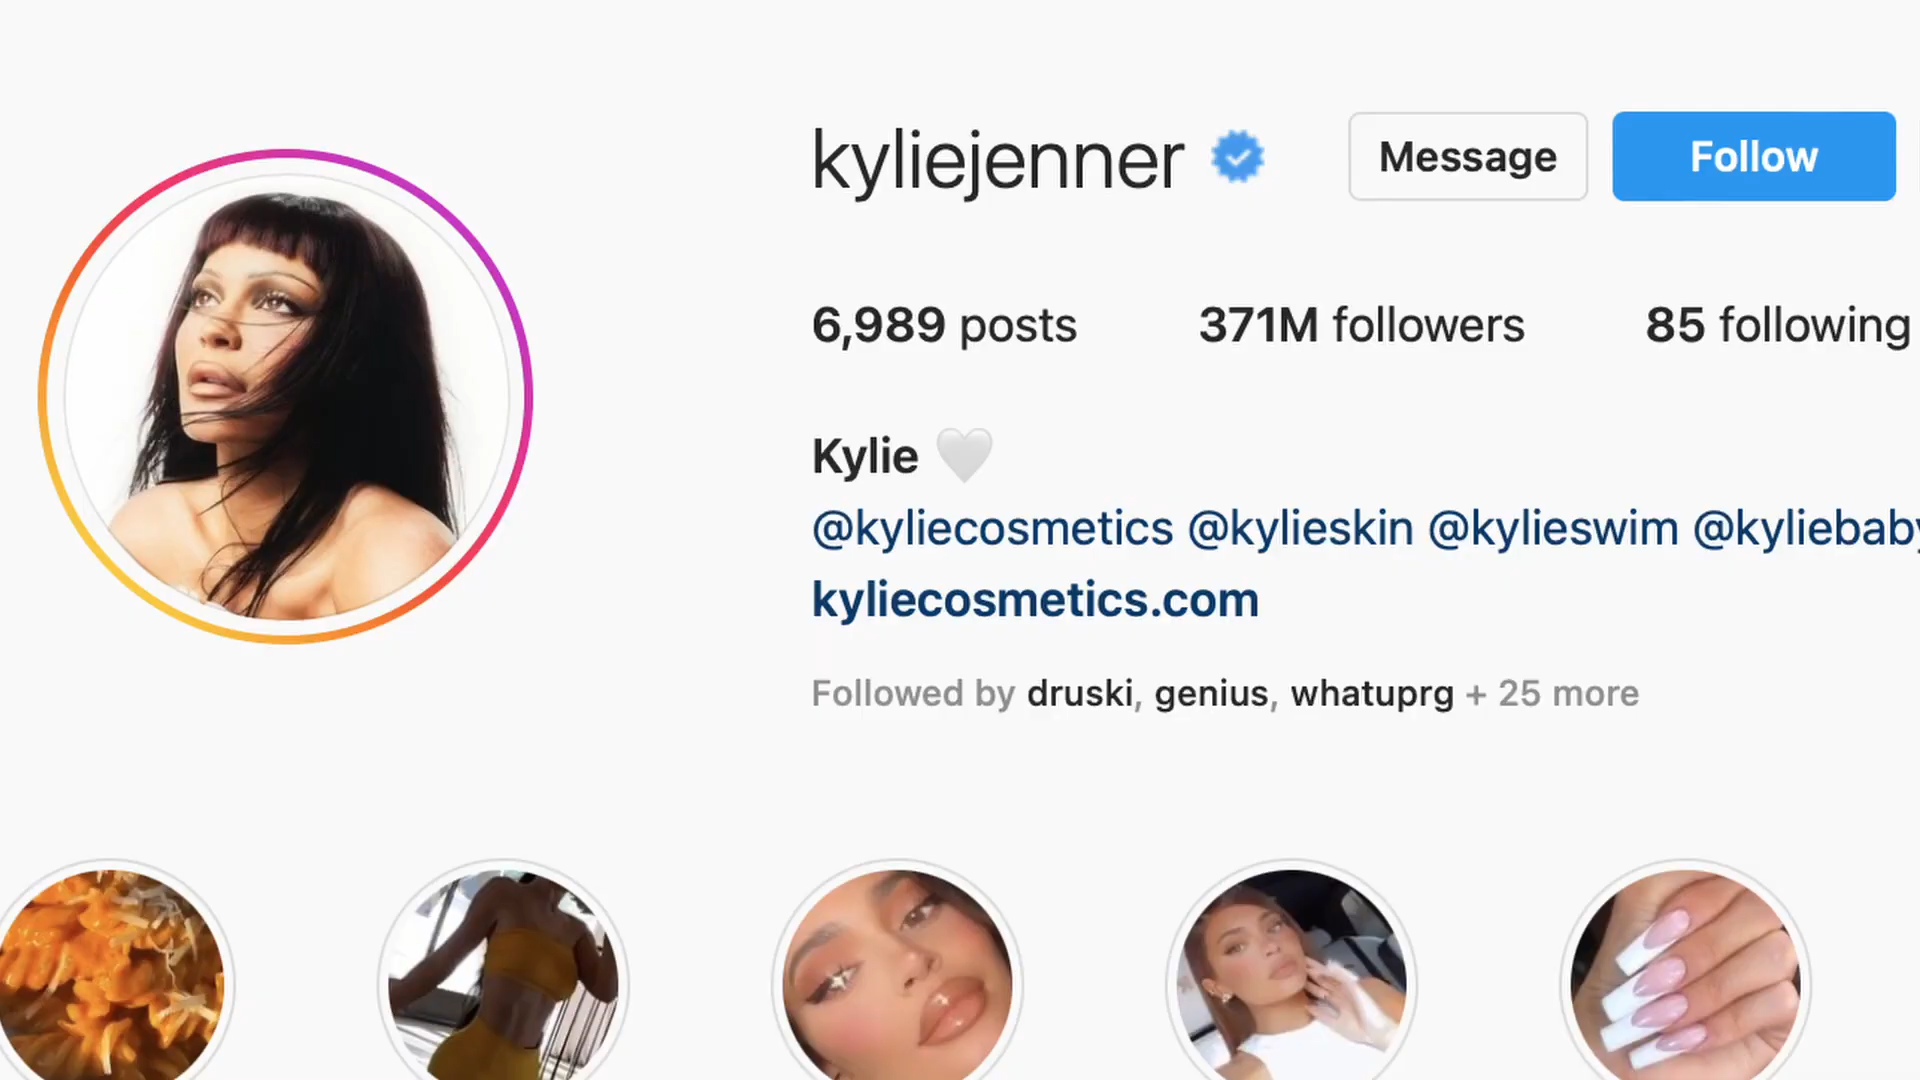 kyliejenner Message Follow
6,989 posts 371M followers 85 following
Kylie 🤍
@kyliecosmetics @kylieskin @kylieswim @kyliebaby
kyliecosmetics.com
Followed by druski, genius, whatuprg + 25 more